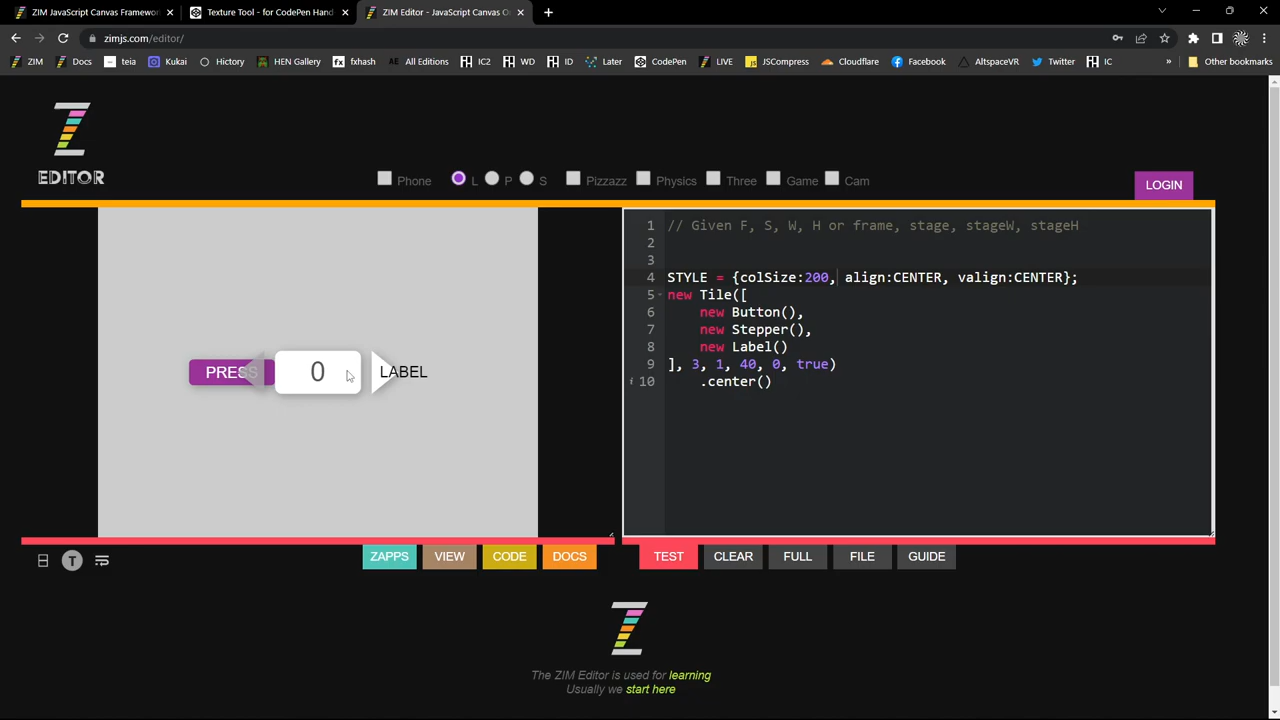 ZIM JavaScript Canvas Framewor
Texture Tool - for CodePen Hand
ZIM Editor - JavaScript Canvas O
zimjs.com/editor/
ZIM
Docs
teia
Kukai
Hictory
HEN Gallery
fx fxhash
AE All Editions
IC2
WD
ID
Later
CodePen
LIVE
JSCompress
Cloudflare
Facebook
AltspaceVR
Twitter
IC
»
Other bookmarks
EDITOR
Phone
L
P
S
Pizzazz
Physics
Three
Game
Cam
LOGIN
1 // Given F, S, W, H or frame, stage, stageW, stageH
2
3
4 STYLE = {colSize:200, align:CENTER, valign:CENTER};
5 new Tile([
6 new Button(),
7 new Stepper(),
8 new Label()
9 ], 3, 1, 40, 0, true)
10 .center()
PRESS
0
LABEL
T
ZAPPS
VIEW
CODE
DOCS
TEST
CLEAR
FULL
FILE
GUIDE
The ZIM Editor is used for learning
Usually we start here